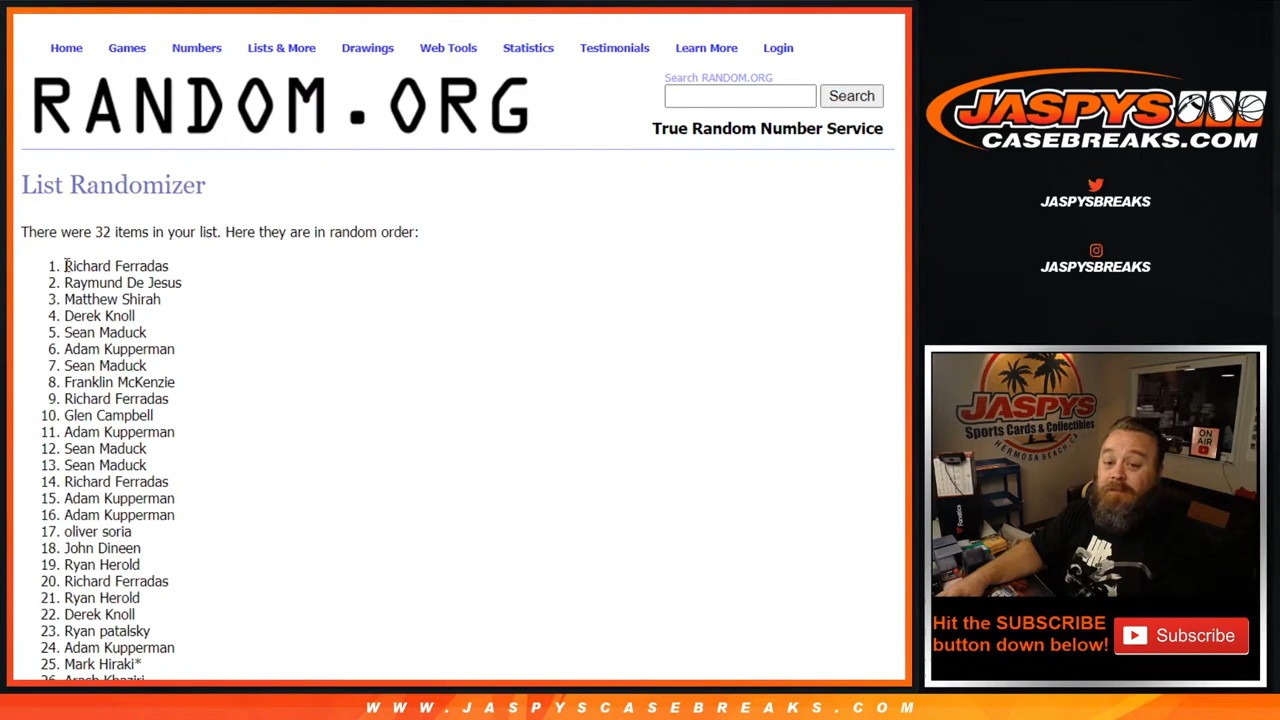 Home Games Numbers Lists & More Drawings Web Tools Statistics Testimonials Learn More Login
RANDOM.ORG
Search RANDOM.ORG
Search
True Random Number Service
List Randomizer
There were 32 items in your list. Here they are in random order:
1. Richard Ferradas
2. Raymund De Jesus
3. Matthew Shirah
4. Derek Knoll
5. Sean Maduck
6. Adam Kupperman
7. Sean Maduck
8. Franklin McKenzie
9. Richard Ferradas
10. Glen Campbell
11. Adam Kupperman
12. Sean Maduck
13. Sean Maduck
14. Richard Ferradas
15. Adam Kupperman
16. Adam Kupperman
17. oliver soria
18. John Dineen
19. Ryan Herold
20. Richard Ferradas
21. Ryan Herold
22. Derek Knoll
23. Ryan patalsky
24. Adam Kupperman
25. Mark Hiraki*
26. Arash Khaziri
JASPYS
CASEBREAKS.COM
JASPYSBREAKS
JASPYSBREAKS
JASPYS
Sports Cards & Collectibles
HERMOSA BEACH, CA
ON
AIR
Fanatics
Hit the SUBSCRIBE
button down below!
Subscribe
WWW.JASPYSCASEBREAKS.COM